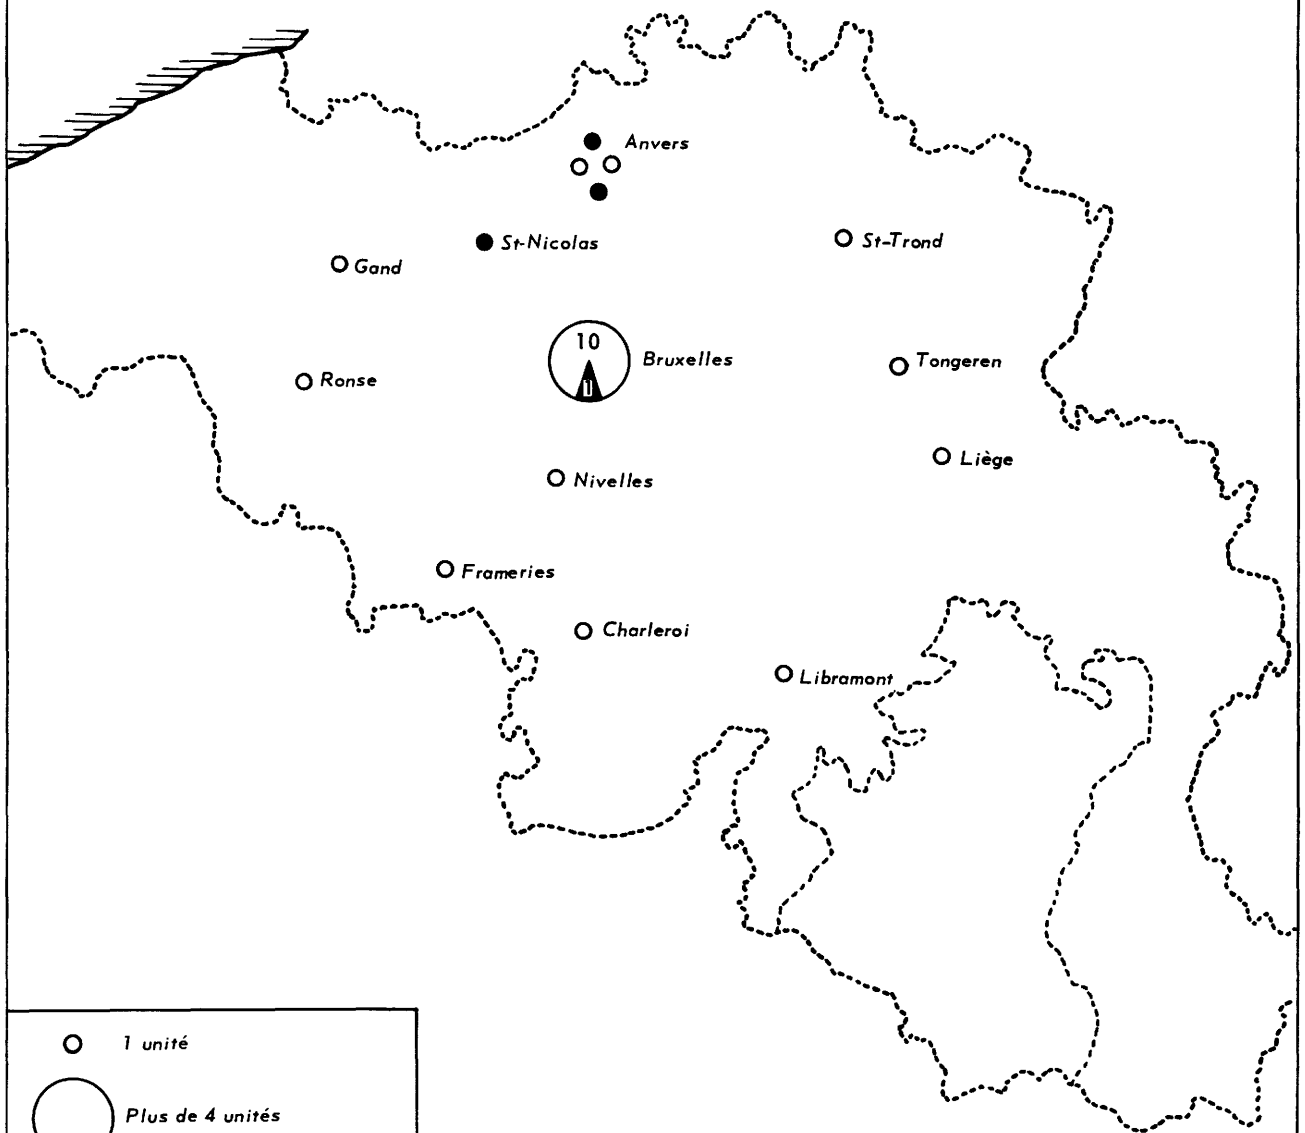 Anvers
St-Nicolas
St-Trond
Gand
10
1
Bruxelles
Tongeren
Ronse
Liège
Nivelles
Frameries
Charleroi
Libramont
1 unité
Plus de 4 unités